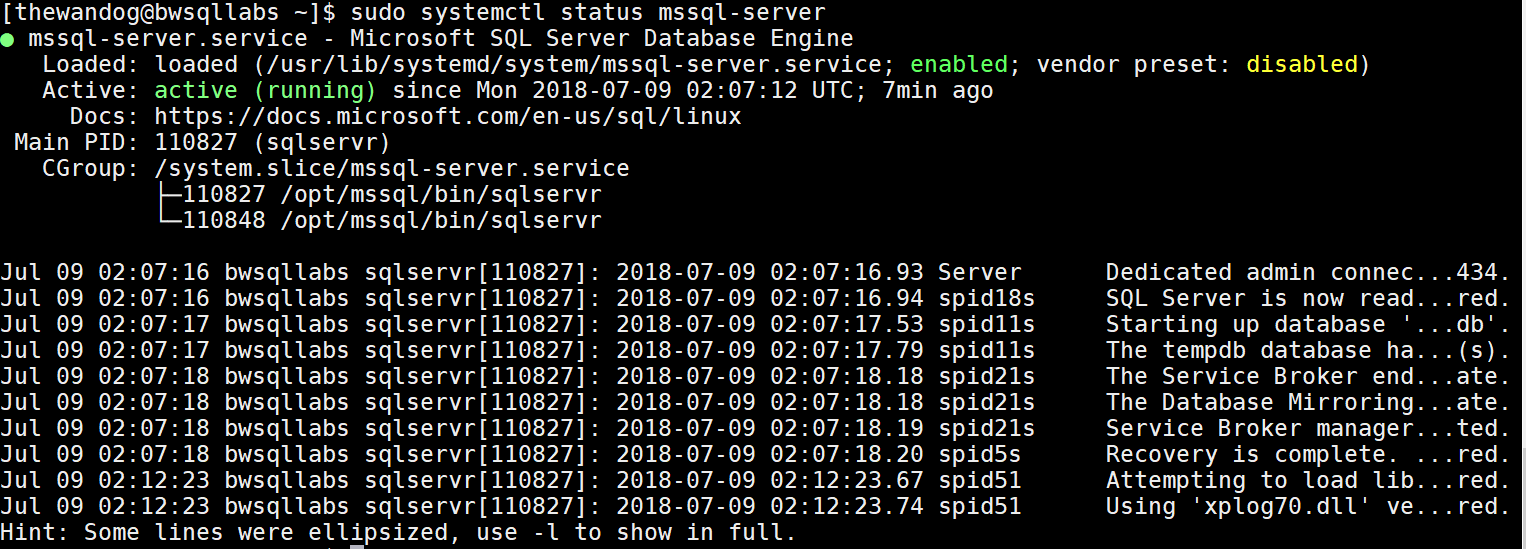 [thewandog@bwsqllabs ~]$ sudo systemctl status mssql-server
● mssql-server.service - Microsoft SQL Server Database Engine
   Loaded: loaded (/usr/lib/systemd/system/mssql-server.service; enabled; vendor preset: disabled)
   Active: active (running) since Mon 2018-07-09 02:07:12 UTC; 7min ago
     Docs: https://docs.microsoft.com/en-us/sql/linux
 Main PID: 110827 (sqlservr)
   CGroup: /system.slice/mssql-server.service
           ├─110827 /opt/mssql/bin/sqlservr
           └─110848 /opt/mssql/bin/sqlservr

Jul 09 02:07:16 bwsqllabs sqlservr[110827]: 2018-07-09 02:07:16.93 Server      Dedicated admin connec...434.
Jul 09 02:07:16 bwsqllabs sqlservr[110827]: 2018-07-09 02:07:16.94 spid18s     SQL Server is now read...red.
Jul 09 02:07:17 bwsqllabs sqlservr[110827]: 2018-07-09 02:07:17.53 spid11s     Starting up database '...db'.
Jul 09 02:07:17 bwsqllabs sqlservr[110827]: 2018-07-09 02:07:17.79 spid11s     The tempdb database ha...(s).
Jul 09 02:07:18 bwsqllabs sqlservr[110827]: 2018-07-09 02:07:18.18 spid21s     The Service Broker end...ate.
Jul 09 02:07:18 bwsqllabs sqlservr[110827]: 2018-07-09 02:07:18.18 spid21s     The Database Mirroring...ate.
Jul 09 02:07:18 bwsqllabs sqlservr[110827]: 2018-07-09 02:07:18.19 spid21s     Service Broker manager...ted.
Jul 09 02:07:18 bwsqllabs sqlservr[110827]: 2018-07-09 02:07:18.20 spid5s      Recovery is complete. ...red.
Jul 09 02:12:23 bwsqllabs sqlservr[110827]: 2018-07-09 02:12:23.67 spid51      Attempting to load lib...red.
Jul 09 02:12:23 bwsqllabs sqlservr[110827]: 2018-07-09 02:12:23.74 spid51      Using 'xplog70.dll' ve...red.
Hint: Some lines were ellipsized, use -l to show in full.